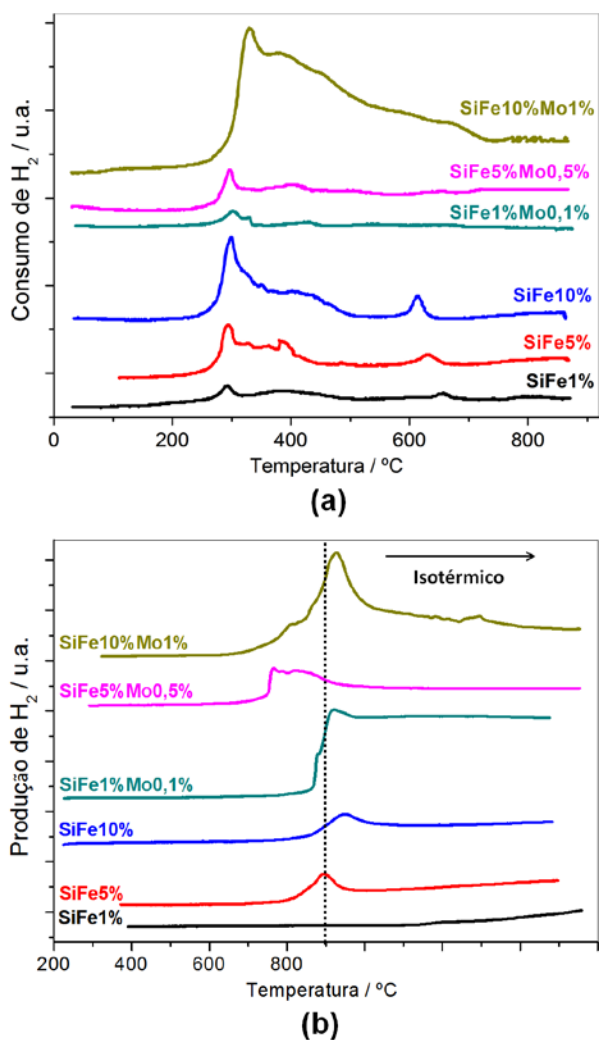 Consumo de H₂ / u.a.
SiFe10%Mo1%
SiFe5%Mo0,5%
SiFe1%Mo0,1%
SiFe10%
SiFe5%
SiFe1%
0 200 400 600 800
Temperatura / ºC
(a)
Produção de H₂ / u.a.
Isotérmico
SiFe10%Mo1%
SiFe5%Mo0,5%
SiFe1%Mo0,1%
SiFe10%
SiFe5%
SiFe1%
200 400 600 800
Temperatura / ºC
(b)